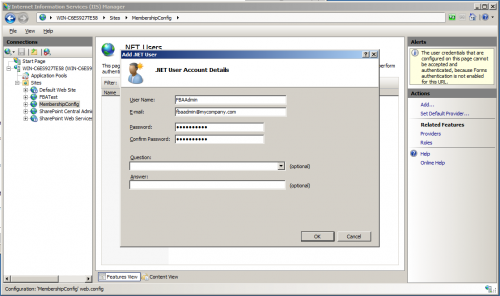 Internet Information Services (IIS) Manager
WIN-C6ES927TE58 ▸ Sites ▸ MembershipConfig ▸
File View Help
Connections
Start Page
WIN-C6ES927TE58 (WIN-C6ES9
Application Pools
Sites
Default Web Site
FBATest
MembershipConfig
SharePoint Central Admi
SharePoint Web Services
.NET Users
This pag
authentic
perform
Filter:
Name
Add .NET User
? X
.NET User Account Details
User Name:
FBAAdmin
E-mail:
fbaadmin@mycompany.com
Password:
••••••••••
Confirm Password:
••••••••••
Question:
(optional)
Answer:
(optional)
OK Cancel
Features View Content View
Alerts
The user credentials that
are configured on this page
cannot be accepted and
authenticated, because Forms
authentication is not enabled
for this URL.
Actions
Add...
Set Default Provider...
Related Features
Providers
Roles
Help
Online Help
Configuration: 'MembershipConfig' web.config